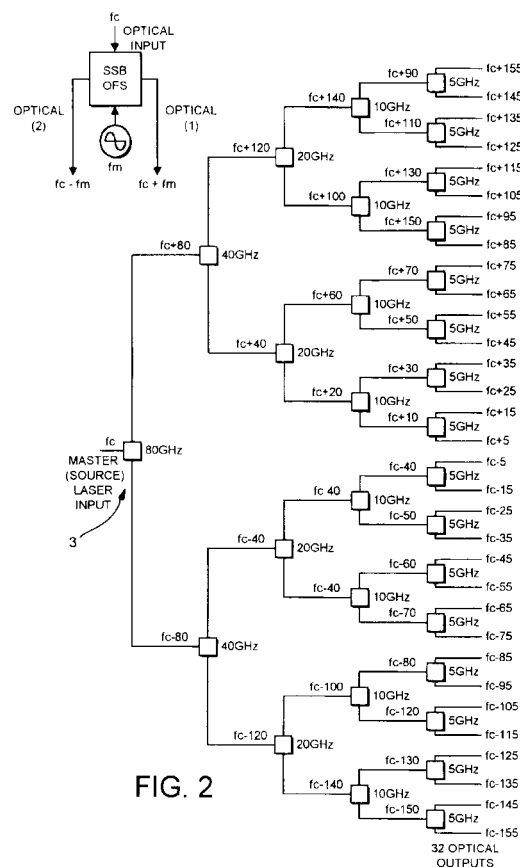 fc
OPTICAL
INPUT
SSB
OFS
OPTICAL
(2)
OPTICAL
(1)
fm
fc - fm
fc + fm
fc
MASTER
(SOURCE)
LASER
INPUT
3
80GHz
fc+80
40GHz
fc-80
40GHz
fc+120
20GHz
fc+40
20GHz
fc-40
20GHz
fc-120
20GHz
fc+140
10GHz
fc+100
10GHz
fc+60
10GHz
fc+20
10GHz
fc 40
10GHz
fc-40
10GHz
fc-100
10GHz
fc-140
10GHz
fc+90
5GHz
fc+110
5GHz
fc+130
5GHz
fc+150
5GHz
fc+70
5GHz
fc+50
5GHz
fc+30
5GHz
fc+10
5GHz
fc-40
5GHz
fc-50
5GHz
fc-60
5GHz
fc-70
5GHz
fc-80
5GHz
fc-120
5GHz
fc-130
5GHz
fc-150
5GHz
fc+155
fc+145
fc+135
fc+125
fc+115
fc+105
fc+95
fc+85
fc+75
fc+65
fc+55
fc+45
fc+35
fc+25
fc+15
fc+5
fc-5
fc-15
fc-25
fc-35
fc-45
fc-55
fc-65
fc-75
fc-85
fc-95
fc-105
fc-115
fc-125
fc-135
fc-145
fc-155
32 OPTICAL
OUTPUTS
FIG. 2